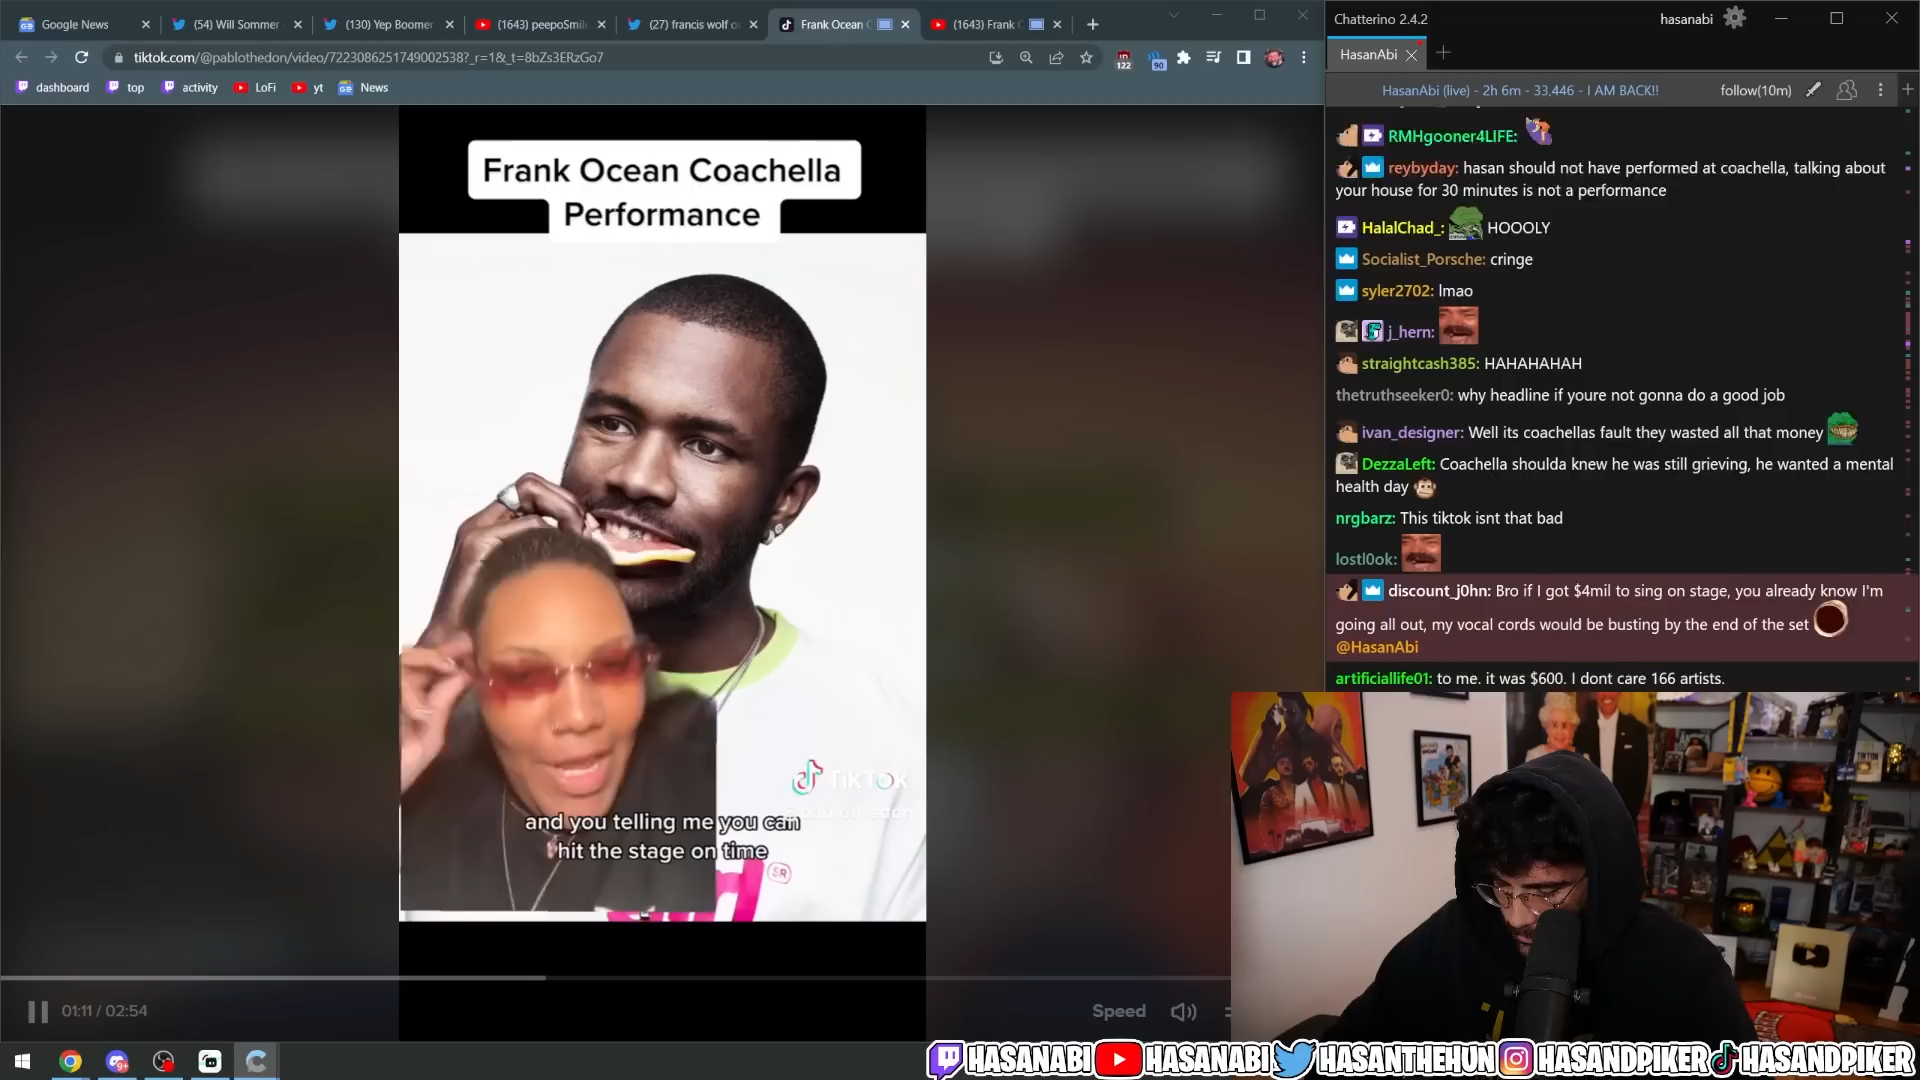 Google News
(54) Will Sommer
(130) Yep Boomer
(1643) peepoSmil
(27) francis wolf o
Frank Ocean
(1643) Frank
tiktok.com/@pablothedon/video/7223086251749002538?_r=1&_t=8bZs3ERzGo7
122
90
dashboard
top
activity
LoFi
yt
News
Frank Ocean Coachella
Performance
TikTok
and you telling me you can
hit the stage on time
SR
01:11 / 02:54
Speed
Chatterino 2.4.2
hasanabi
HasanAbi
HasanAbi (live) - 2h 6m - 33,446 - I AM BACK!!
follow(10m)
RMHgooner4LIFE:
reybyday: hasan should not have performed at coachella, talking about
your house for 30 minutes is not a performance
HalalChad_: HOOOLY
Socialist_Porsche: cringe
syler2702: lmao
j_hern:
straightcash385: HAHAHAHAH
thetruthseeker0: why headline if youre not gonna do a good job
ivan_designer: Well its coachellas fault they wasted all that money
DezzaLeft: Coachella shoulda knew he was still grieving, he wanted a mental
health day
nrgbarz: This tiktok isnt that bad
lostl0ok:
discount_j0hn: Bro if I got $4mil to sing on stage, you already know I'm
going all out, my vocal cords would be busting by the end of the set
@HasanAbi
artificiallife01: to me. it was $600. I dont care 166 artists.
HASANABI HASANABI HASANTHEHUN HASANDPIKER HASANDPIKER